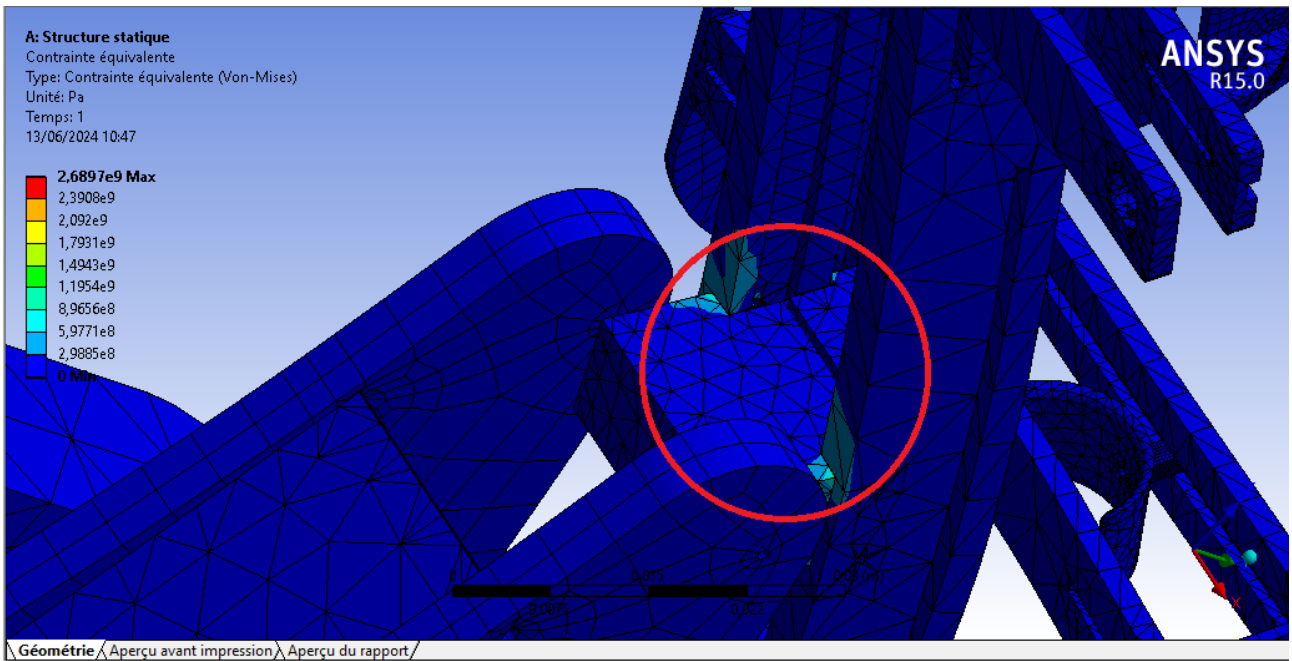 A: Structure statique
Contrainte équivalente
Type: Contrainte équivalente (Von-Mises)
Unité: Pa
Temps: 1
13/06/2024 10:47
ANSYS
R15.0
2,6897e9 Max
2,3908e9
2,092e9
1,7931e9
1,4943e9
1,1954e9
8,9656e8
5,9771e8
2,9885e8
0 Min
0,015
X
Géométrie Aperçu avant impression Aperçu du rapport